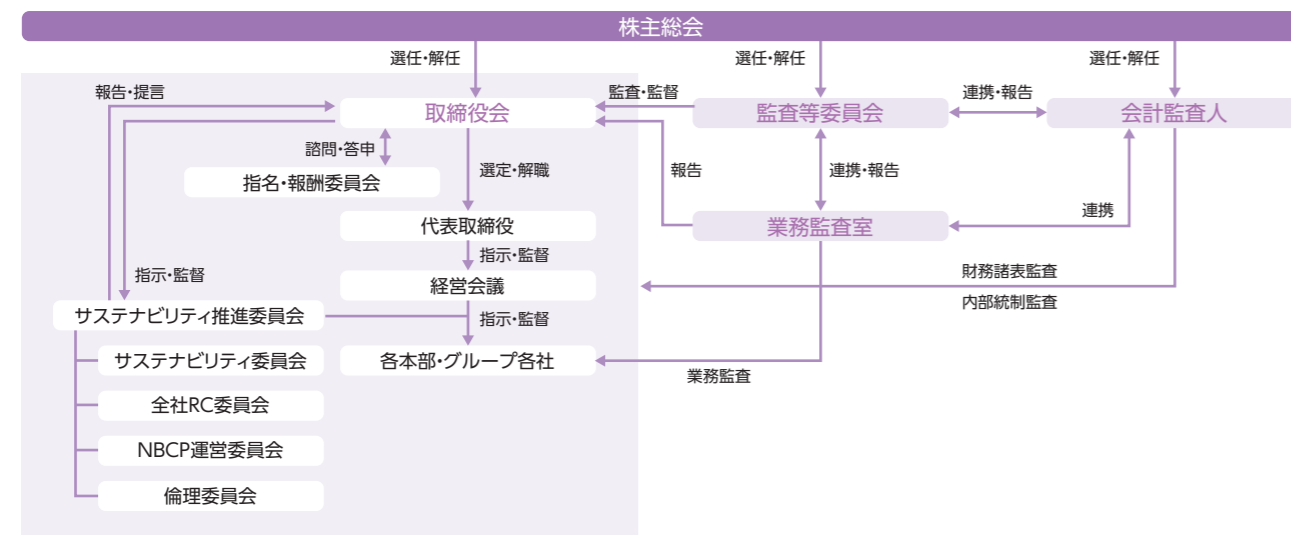 株主総会
選任・解任
選任・解任
選任・解任
報告・提言
取締役会
監査・監督
監査等委員会
連携・報告
会計監査人
諮問・答申
指名・報酬委員会
選定・解職
報告
連携・報告
代表取締役
業務監査室
連携
指示・監督
指示・監督
経営会議
財務諸表監査
内部統制監査
サステナビリティ推進委員会
指示・監督
サステナビリティ委員会
各本部・グループ各社
業務監査
全社RC委員会
NBCP運営委員会
倫理委員会